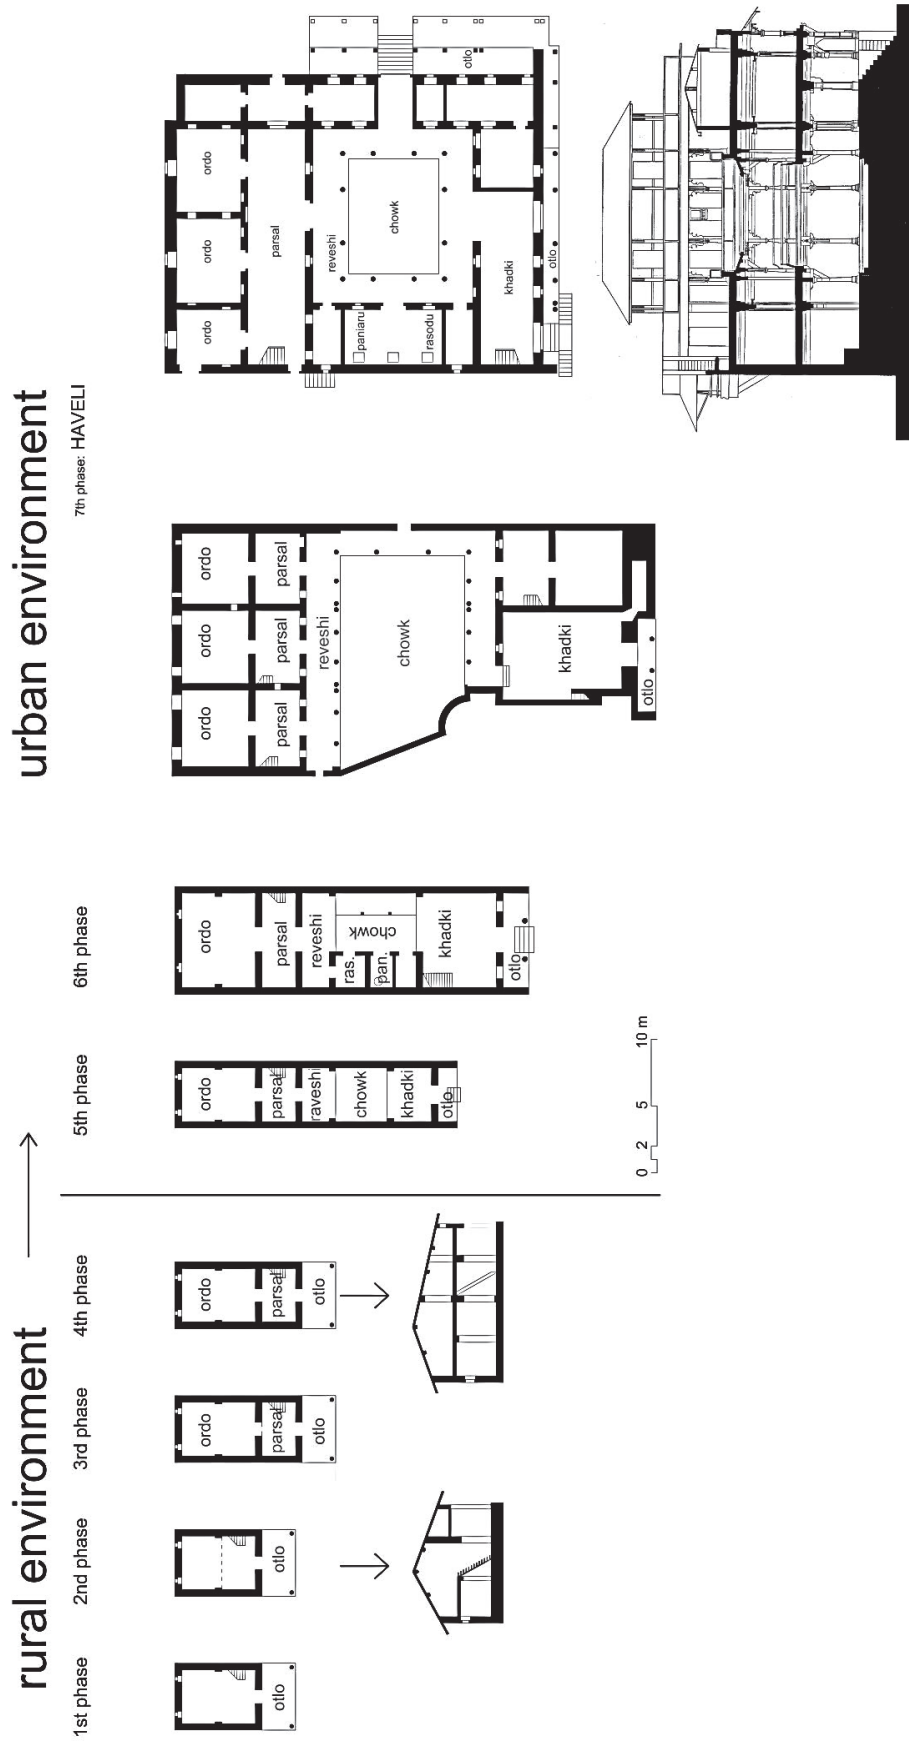 rural environment
urban environment
1st phase
2nd phase
3rd phase
4th phase
5th phase
6th phase
7th phase: HAVELI
otlo
otlo
ordo
parsal
otlo
ordo
parsal
otlo
ordo
parsal
raveshi
chowk
khadki
otlo
ordo
parsal
reveshi
chowk
ras.
pan.
khadki
otlo
ordo
ordo
ordo
parsal
parsal
parsal
reveshi
chowk
khadki
otlo
ordo
ordo
ordo
parsal
reveshi
chowk
paniaru
rasodu
khadki
otlo
otlo
0 2 5 10 m